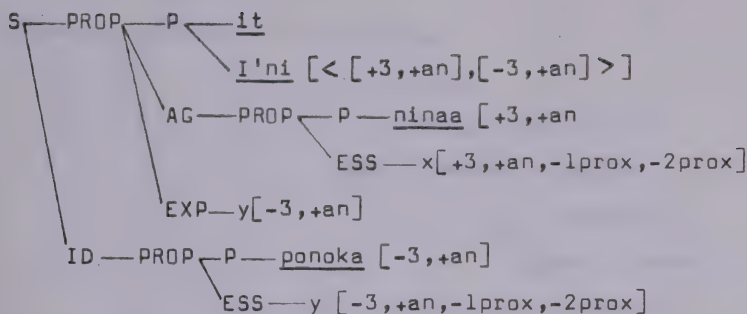 S PROP P it
I'ni [< [+3,+an],[-3,+an] >]
AG PROP P ninaa [+3,+an
ESS x[+3,+an,-1prox,-2prox]
EXP y[-3,+an]
ID PROP P ponoka [-3,+an]
ESS y [-3,+an,-1prox,-2prox]